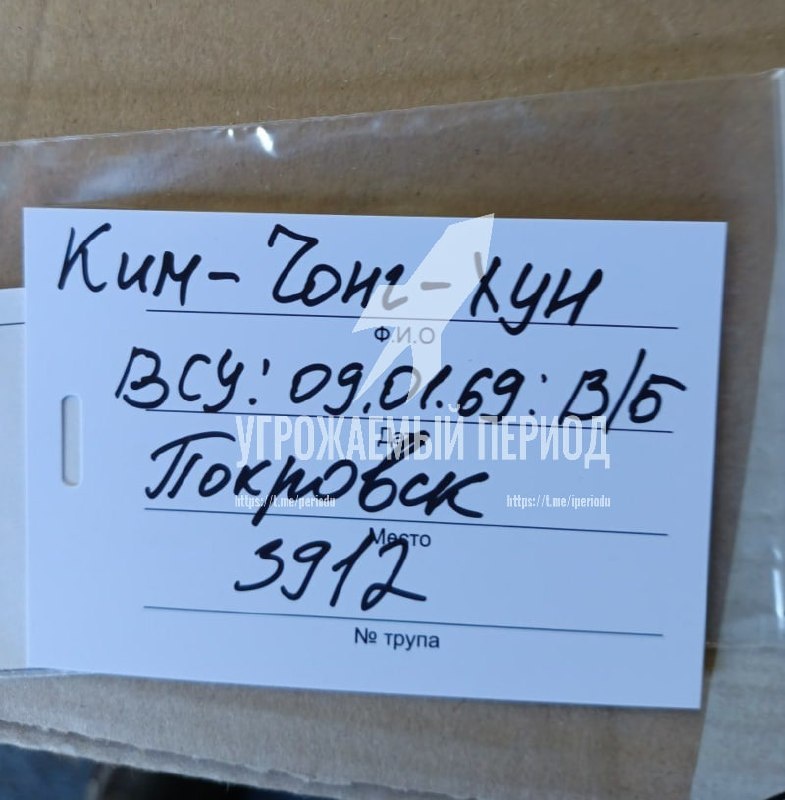 Ким - Чонг - Хун
Ф.И.О
ВСУ: 09.01.69: В/Б
Дата
УГРОЖАЕМЫЙ ПЕРИОД
Покровск
https://t.me/periodu https://t.me/iperiodu
Место
3912
№ трупа